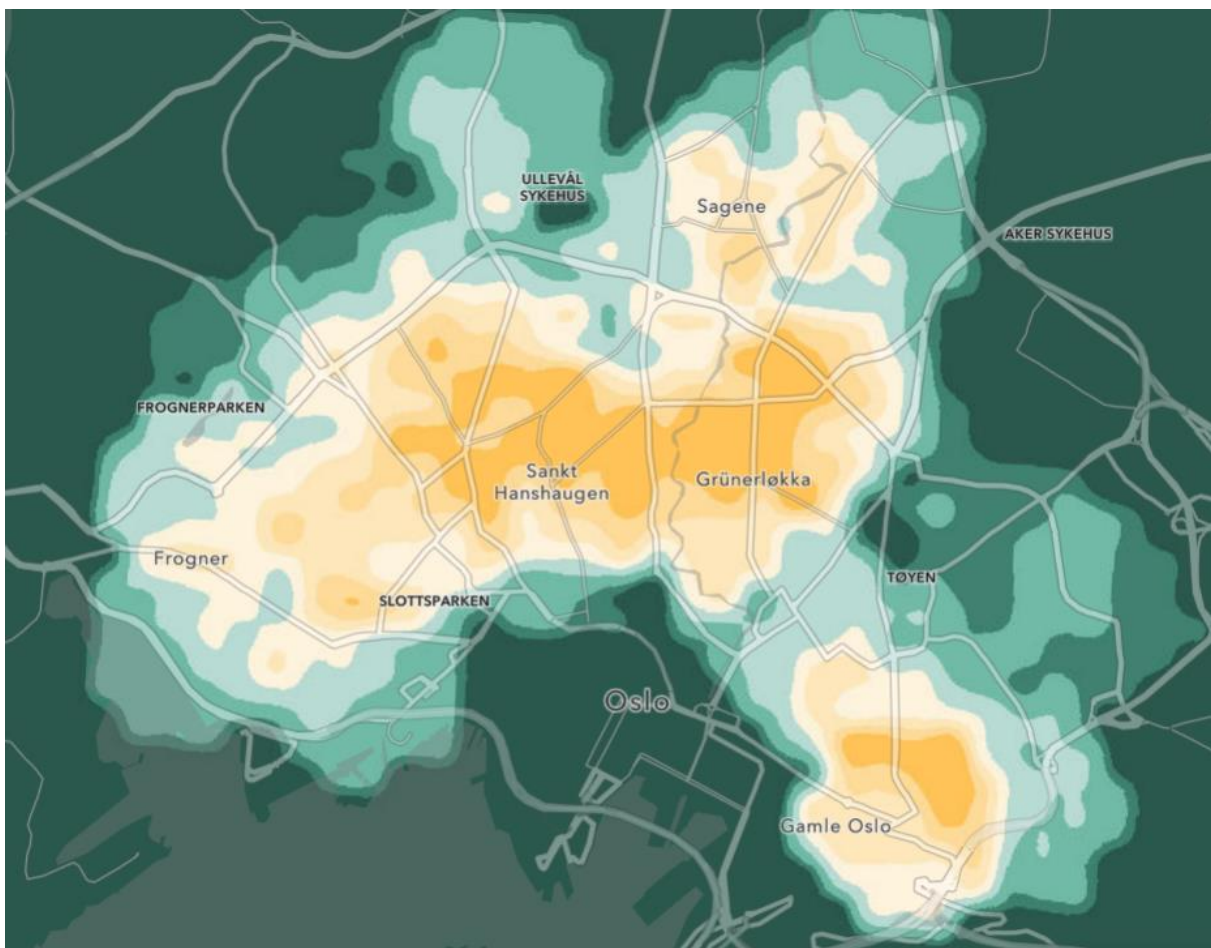 ULLEVÅL
SYKEHUS
Sagene
AKER SYKEHUS
FROGNERPARKEN
Sankt
Hanshaugen
Grünerløkka
Frogner
SLOTTSPARKEN
TØYEN
Oslo
Gamle Oslo